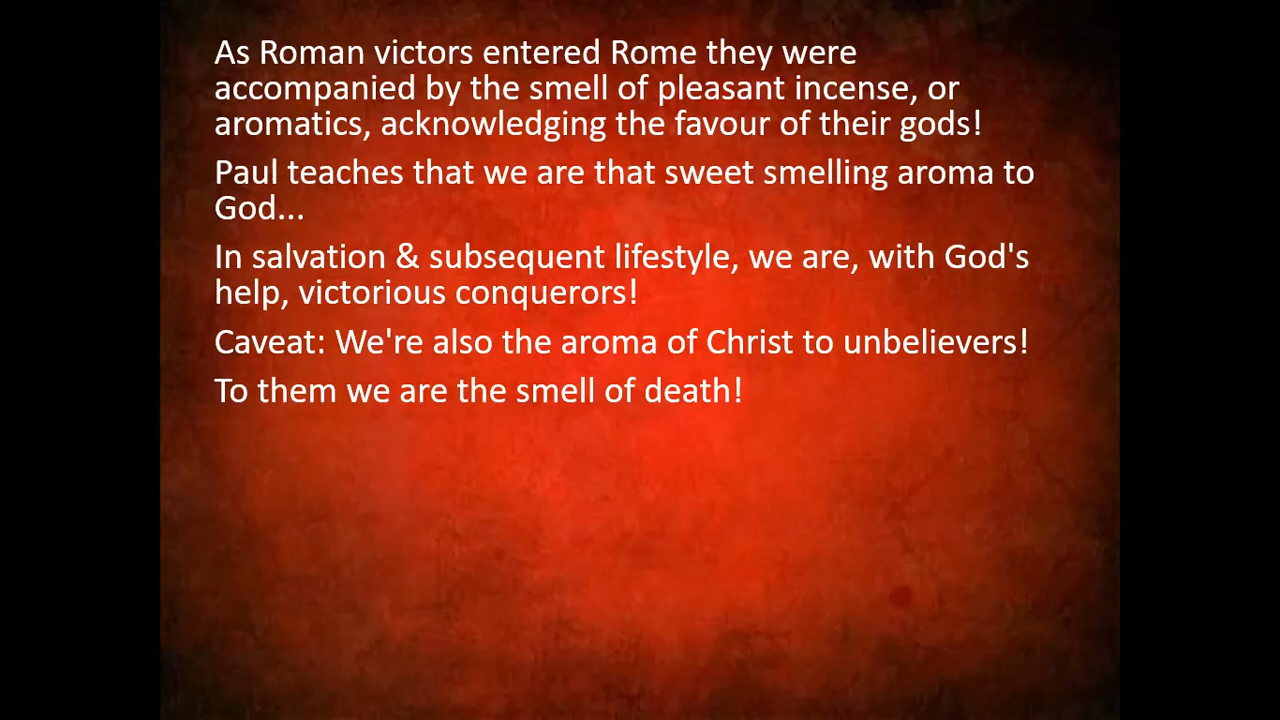 As Roman victors entered Rome they were
accompanied by the smell of pleasant incense, or
aromatics, acknowledging the favour of their gods!
Paul teaches that we are that sweet smelling aroma to
God...
In salvation & subsequent lifestyle, we are, with God's
help, victorious conquerors!
Caveat: We're also the aroma of Christ to unbelievers!
To them we are the smell of death!